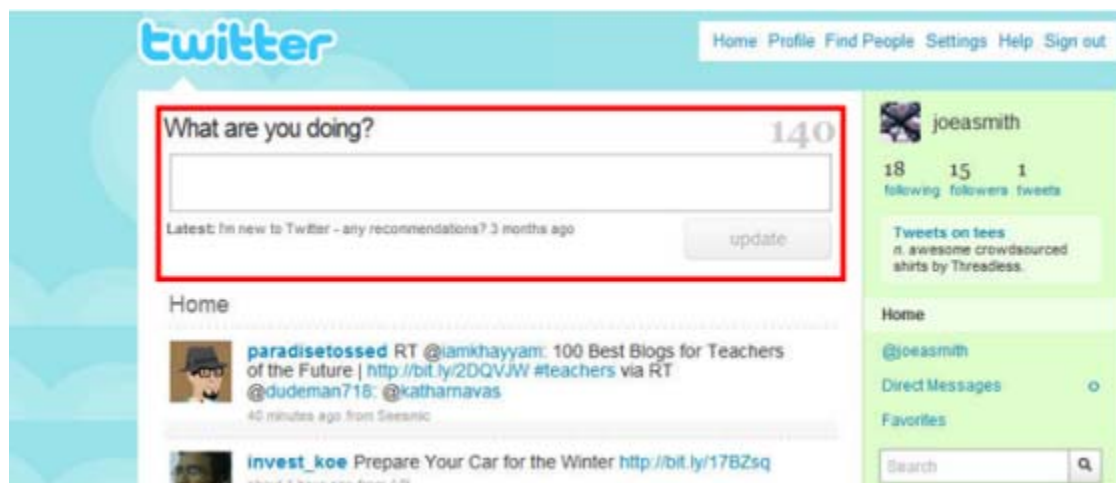 twitter
Home Profile Find People Settings Help Sign out
What are you doing?
140
Latest: I'm new to Twitter - any recommendations? 3 months ago
update
Home
paradisetossed RT @iamkhayyam: 100 Best Blogs for Teachers
of the Future | http://bit.ly/2DQVJW #teachers via RT
@dudeman718: @katharnavas
40 minutes ago from Seesmic
invest_koe Prepare Your Car for the Winter http://bit.ly/17BZsq
joeasmith
18 15 1
following followers tweets
Tweets on tees
n. awesome crowdsourced
shirts by Threadless.
Home
@joeasmith
Direct Messages 0
Favorites
Search